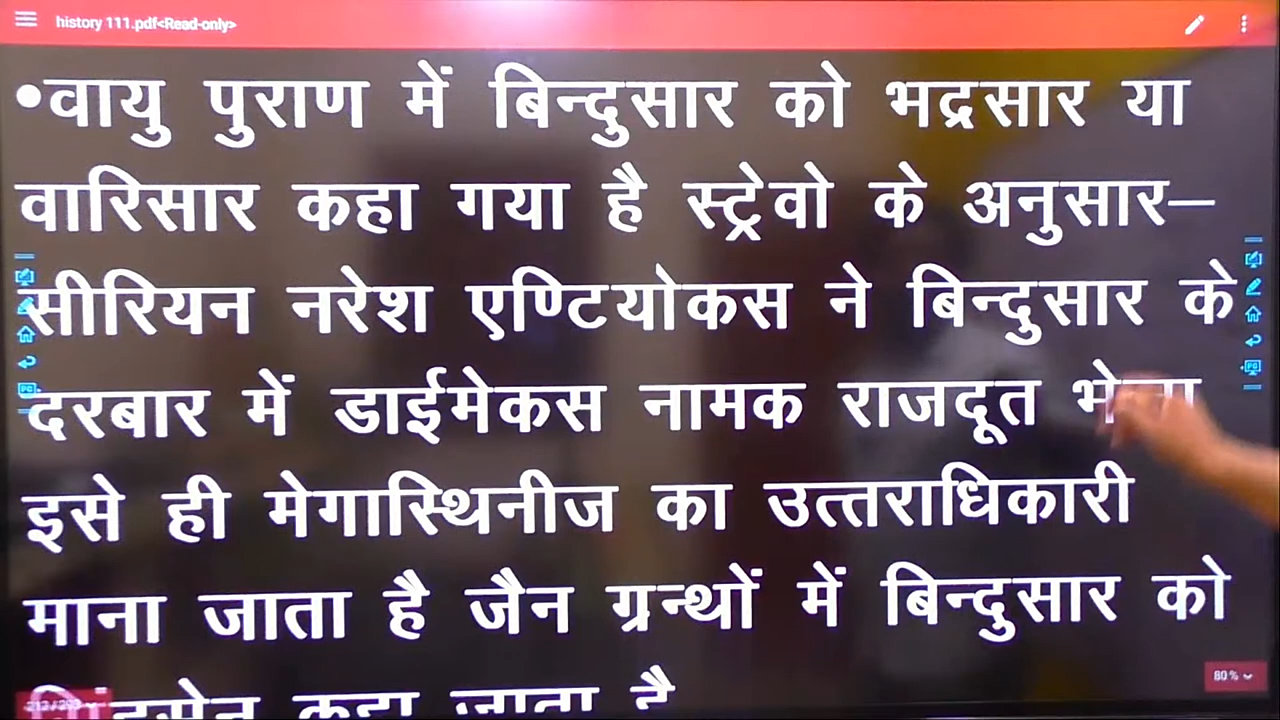 history 111.pdf<Read-only>
•वायु पुराण में बिन्दुसार को भद्रसार या
वारिसार कहा गया है स्ट्रेवो के अनुसार–
सीरियन नरेश एण्टियोकस ने बिन्दुसार के
दरबार में डाईमेकस नामक राजदूत
इसे ही मेगास्थिनीज का उत्तराधिकारी
माना जाता है जैन ग्रन्थों में बिन्दुसार को
कहा जाता है
80%